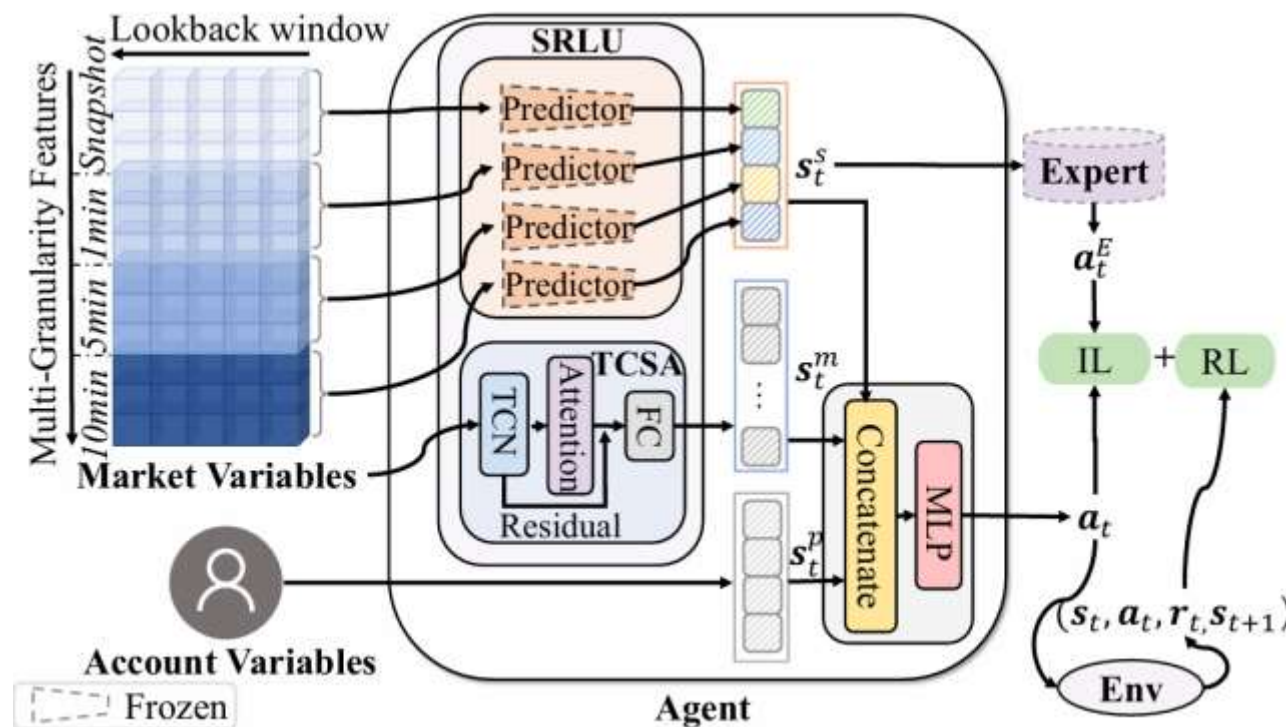 Lookback window
Multi-Granularity Features
Snapshot
1min
5min
10min
Market Variables
Account Variables
Frozen
SRLU
Predictor
Predictor
Predictor
Predictor
TCSA
TCN
Attention
FC
Residual
s_t^s
s_t^m
s_t^p
...
Concatenate
MLP
Agent
Expert
a_t^E
IL + RL
a_t
(s_t, a_t, r_t, s_{t+1})
Env